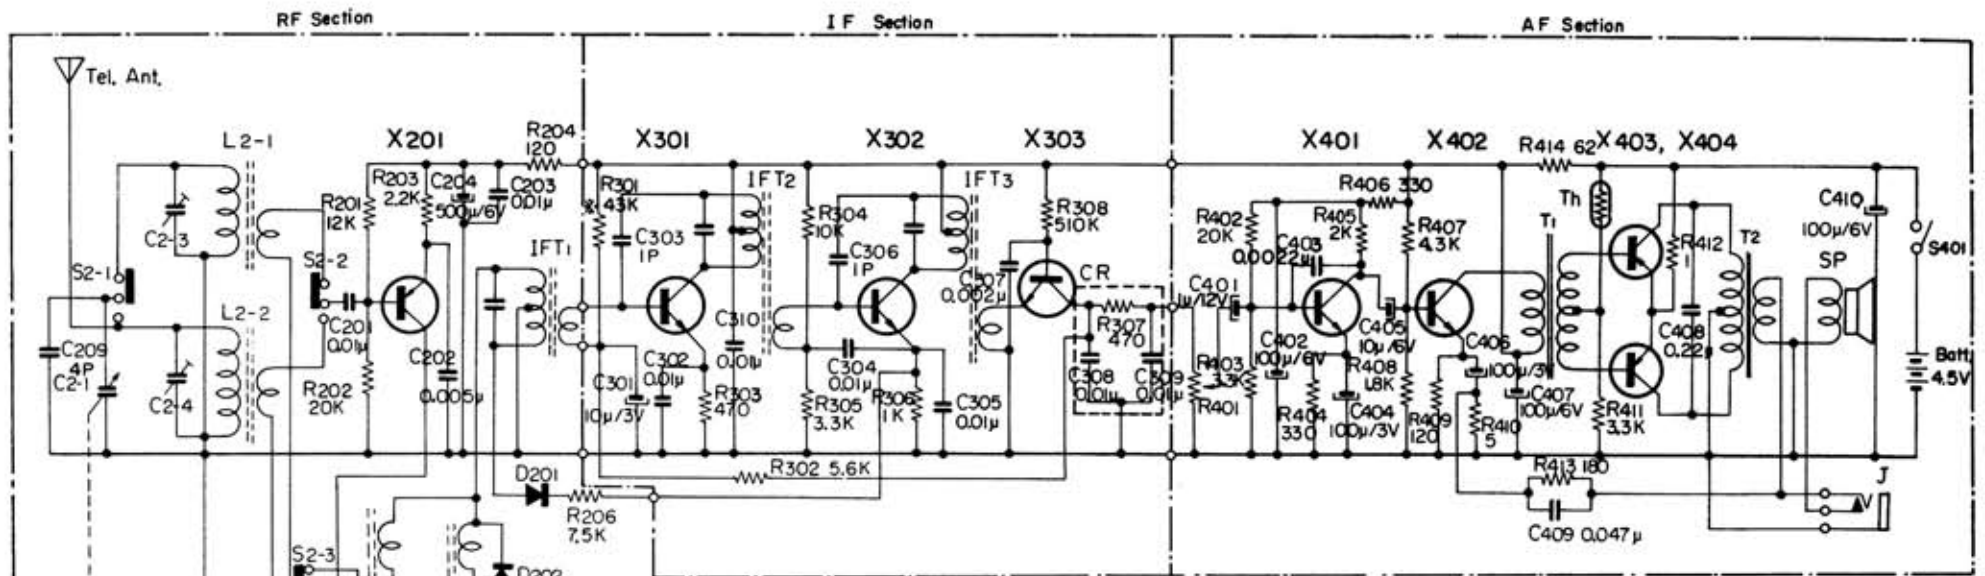 RF Section
I F Section
AF Section
Tel. Ant.
L2-1
X201
R204
120
X301
X302
X303
X401
X402
R414 62
X403, X404
R203
2.2K
C204
500μ/6V
C203
0.01μ
R301
43K
IFT2
IFT3
R406 330
Th
C410
100μ/6V
R201
12K
C2-3
R304
10K
R308
510K
R402
20K
R405
2K
R407
4.3K
T1
R412
1
T2
S401
S2-1
S2-2
IFT1
C303
1P
C306
1P
C307
0.002μ
CR
C403
0.0022μ
SP
C401
1μ/12V
L2-2
C201
0.01μ
C310
0.01μ
R307
470
C405
10μ/6V
C406
100μ/3V
C408
0.22μ
C209
4P
C2-1
C2-4
C202
0.005μ
C302
0.01μ
C304
0.01μ
C308
0.01μ
C309
0.01μ
R403
3.3K
C402
100μ/6V
R408
1.8K
Batt
4.5V
R202
20K
C301
10μ/3V
R303
470
R305
3.3K
R306
1K
C305
0.01μ
R401
R404
330
C404
100μ/3V
R409
120
R410
5
C407
100μ/6V
R411
3.3K
D201
R302 5.6K
R413 180
J
R206
7.5K
C409 0.047μ
V
S2-3
D202